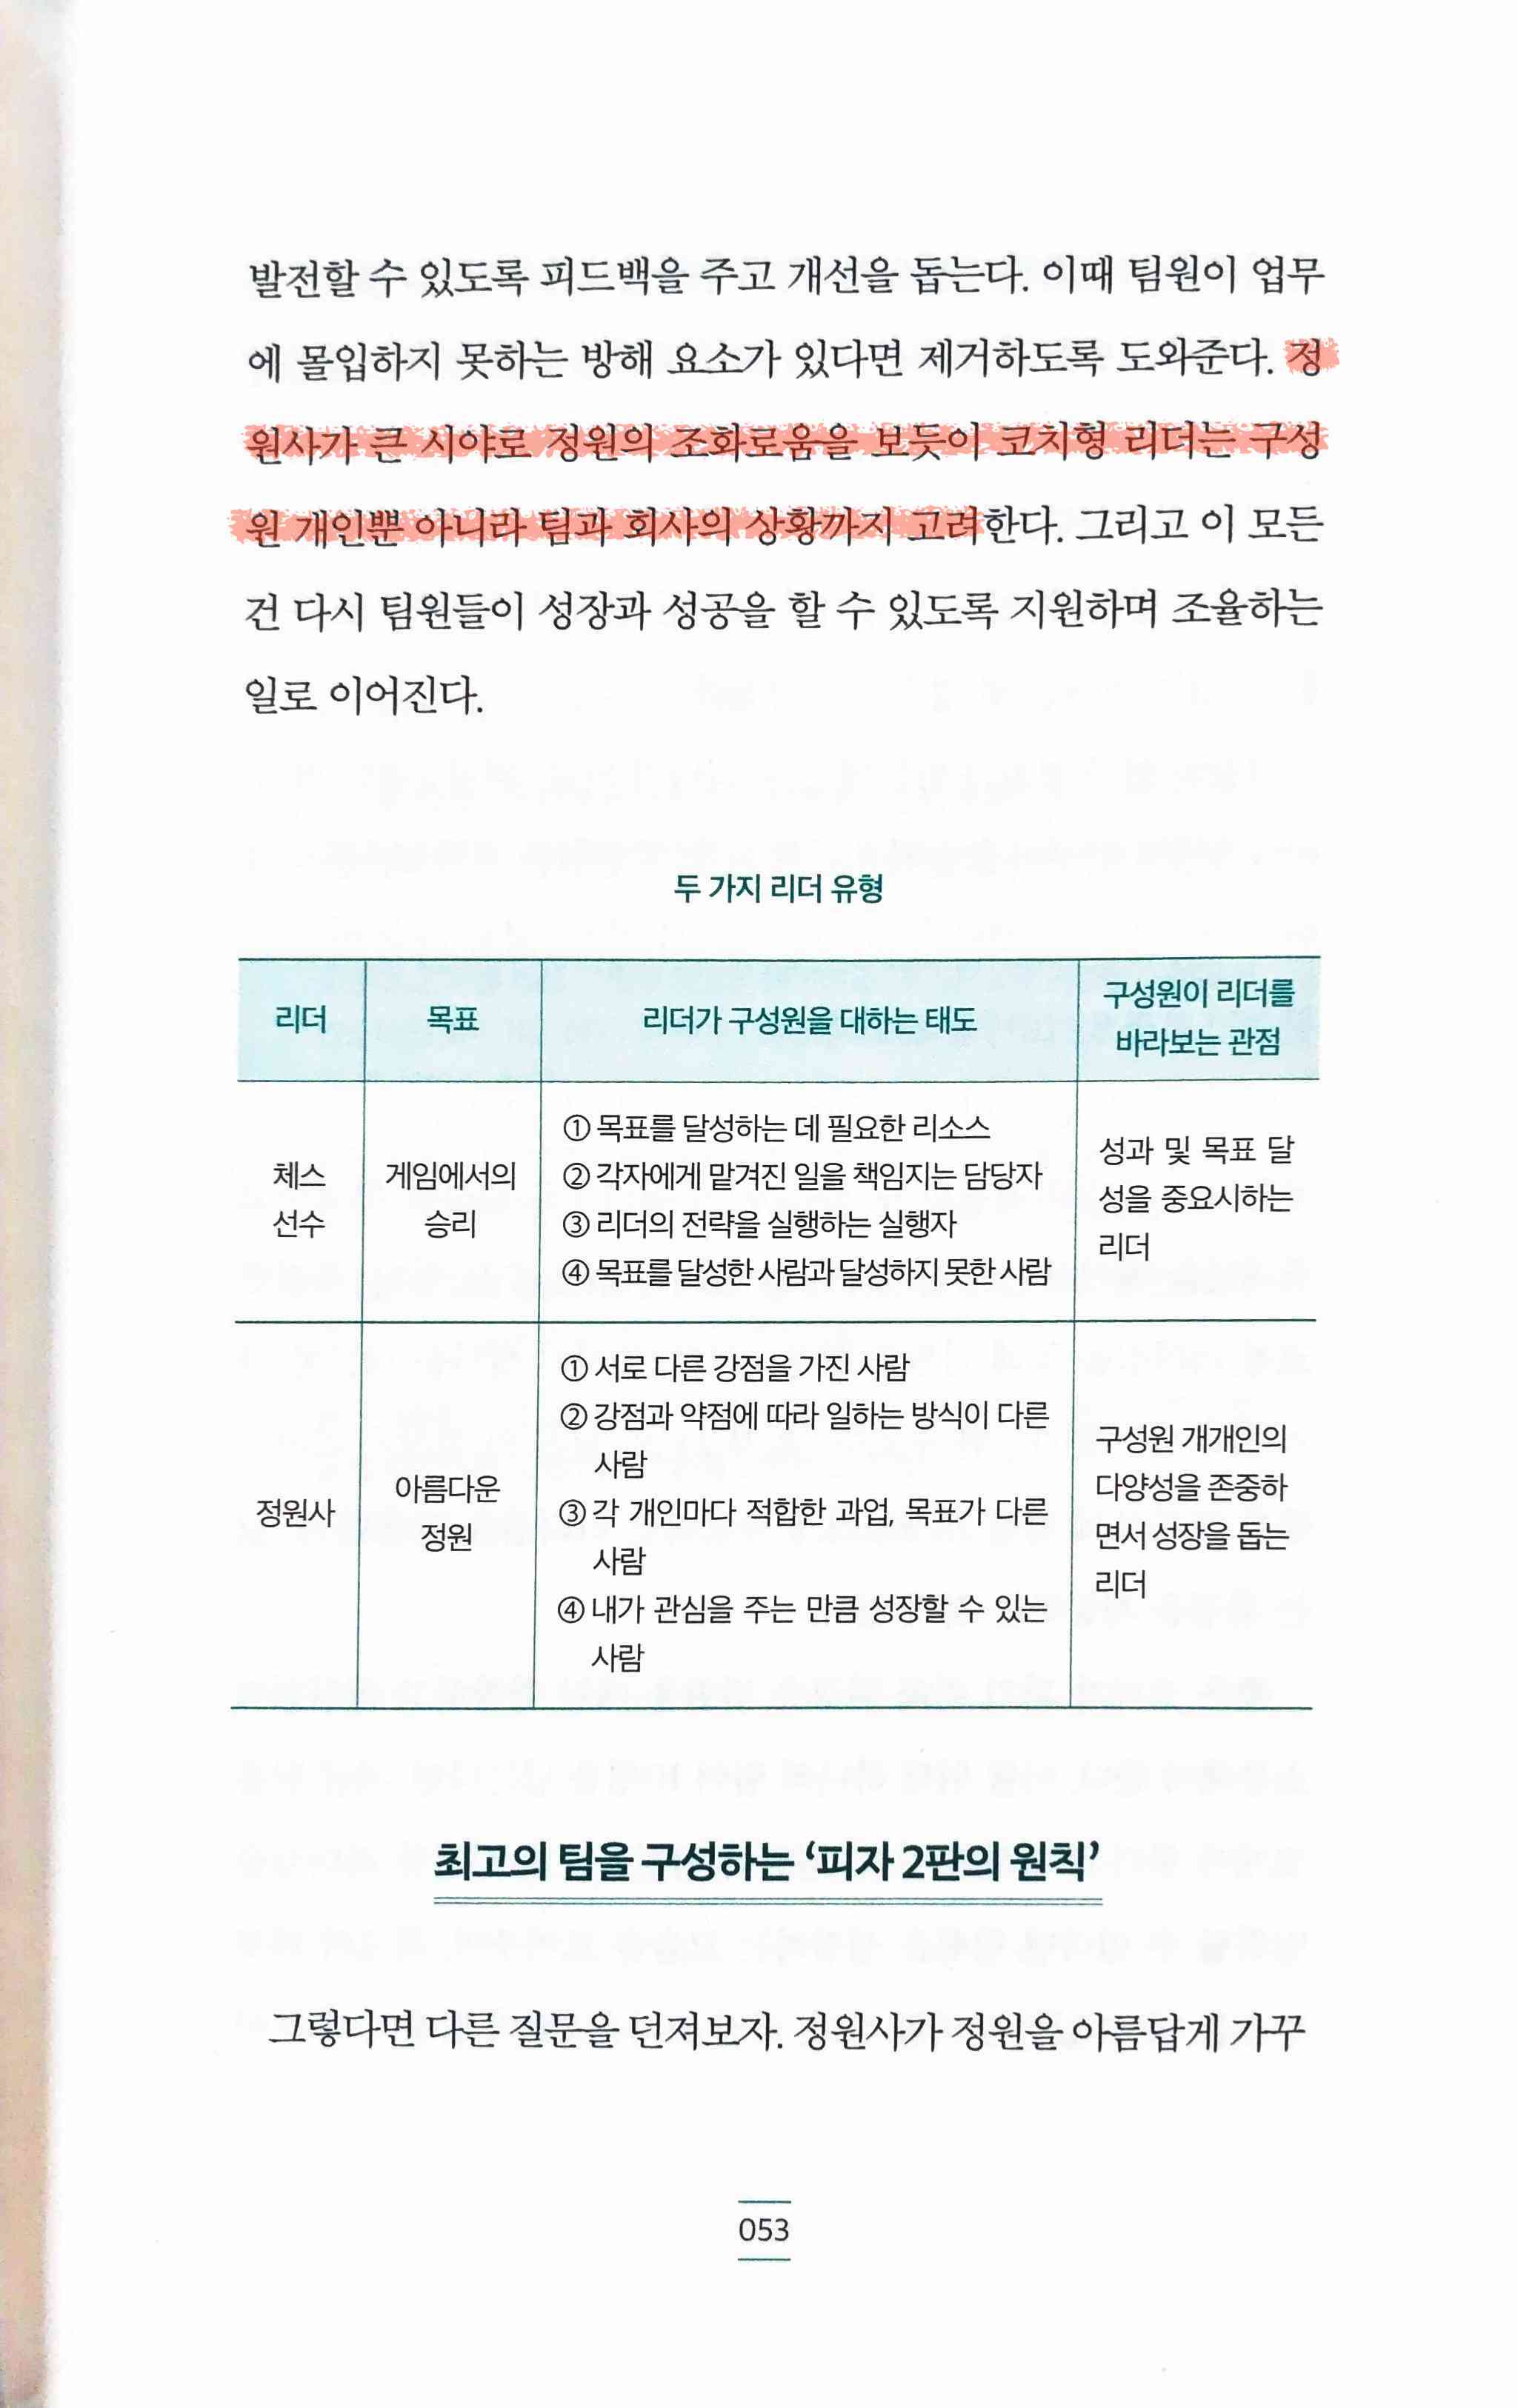 발전할 수 있도록 피드백을 주고 개선을 돕는다. 이때 팀원이 업무
에 몰입하지 못하는 방해 요소가 있다면 제거하도록 도와준다. 정
원사가 큰 시야로 정원의 조화로움을 보듯이 코치형 리더는 구성
원 개인뿐 아니라 팀과 회사의 상황까지 고려한다. 그리고 이 모든
건 다시 팀원들이 성장과 성공을 할 수 있도록 지원하며 조율하는
일로 이어진다.
두 가지 리더 유형
리더
목표
리더가 구성원을 대하는 태도
구성원이 리더를
바라보는 관점
체스
선수
게임에서의
승리
① 목표를 달성하는 데 필요한 리소스
② 각자에게 맡겨진 일을 책임지는 담당자
③ 리더의 전략을 실행하는 실행자
④ 목표를 달성한 사람과 달성하지 못한 사람
성과 및 목표 달
성을 중요시하는
리더
정원사
아름다운
정원
① 서로 다른 강점을 가진 사람
② 강점과 약점에 따라 일하는 방식이 다른
사람
③ 각 개인마다 적합한 과업, 목표가 다른
사람
④ 내가 관심을 주는 만큼 성장할 수 있는
사람
구성원 개개인의
다양성을 존중하
면서 성장을 돕는
리더
최고의 팀을 구성하는 ‘피자 2판의 원칙’
그렇다면 다른 질문을 던져보자. 정원사가 정원을 아름답게 가꾸
053